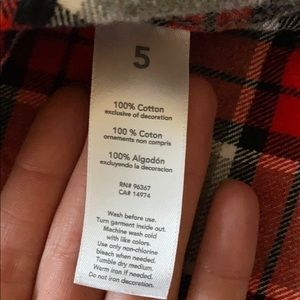 5
100% Cotton
exclusive of decoration
100 % Coton
ornements non compris
100% Algodón
excluyendo la decoracion
RN# 96367
CA# 14974
Wash before use.
Turn garment inside out.
Machine wash cold
with like colors.
Use only non-chlorine
bleach when needed.
Tumble dry medium.
Warm iron if needed.
Do not iron decoration.